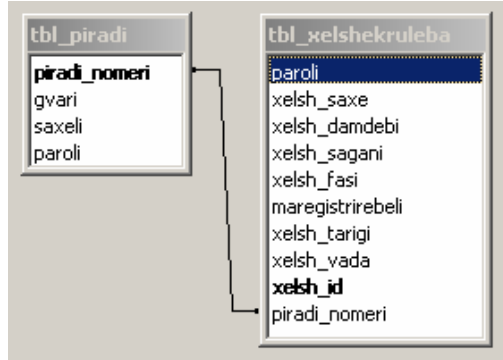 tbl_piradi
piradi_nomeri
gvari
saxeli
paroli
tbl_xelshekruleba
paroli
xelsh_saxe
xelsh_damdebi
xelsh_sagani
xelsh_fasi
maregistrirebeli
xelsh_tarigi
xelsh_vada
xelsh_id
piradi_nomeri